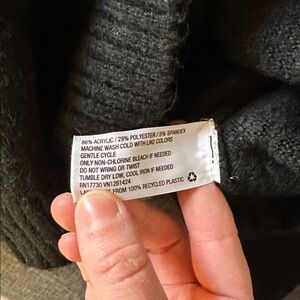 66% ACRYLIC / 29% POLYESTER / 5% SPANDEX
MACHINE WASH COLD WITH LIKE COLORS
GENTLE CYCLE
ONLY NON-CHLORINE BLEACH IF NEEDED
DO NOT WRING OR TWIST
TUMBLE DRY LOW, COOL IRON IF NEEDED
RN17730 VN1261424
FROM 100% RECYCLED PLASTIC